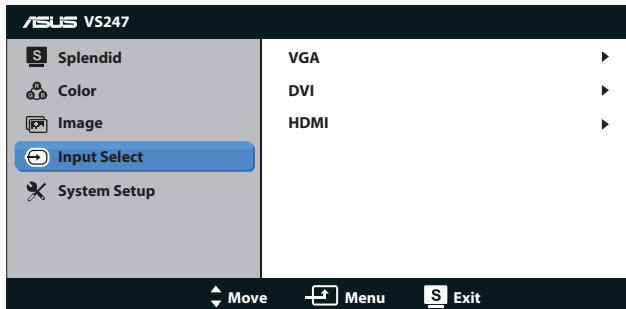 ASUS VS247
S Splendid
Color
Image
Input Select
System Setup
VGA
DVI
HDMI
Move Menu S Exit